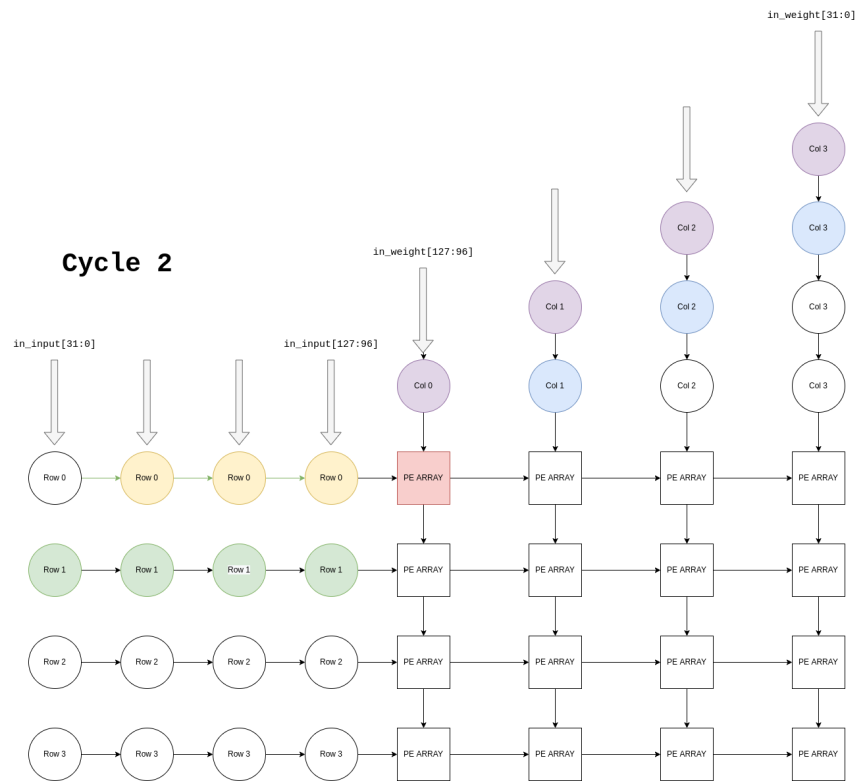 in_weight[31:0]
Col 3
Col 2
Col 3
Cycle 2
in_weight[127:96]
Col 1
Col 2
Col 3
in_input[31:0]
in_input[127:96]
Col 0
Col 1
Col 2
Col 3
Row 0
Row 0
Row 0
Row 0
PE ARRAY
PE ARRAY
PE ARRAY
PE ARRAY
Row 1
Row 1
Row 1
Row 1
PE ARRAY
PE ARRAY
PE ARRAY
PE ARRAY
Row 2
Row 2
Row 2
Row 2
PE ARRAY
PE ARRAY
PE ARRAY
PE ARRAY
Row 3
Row 3
Row 3
Row 3
PE ARRAY
PE ARRAY
PE ARRAY
PE ARRAY